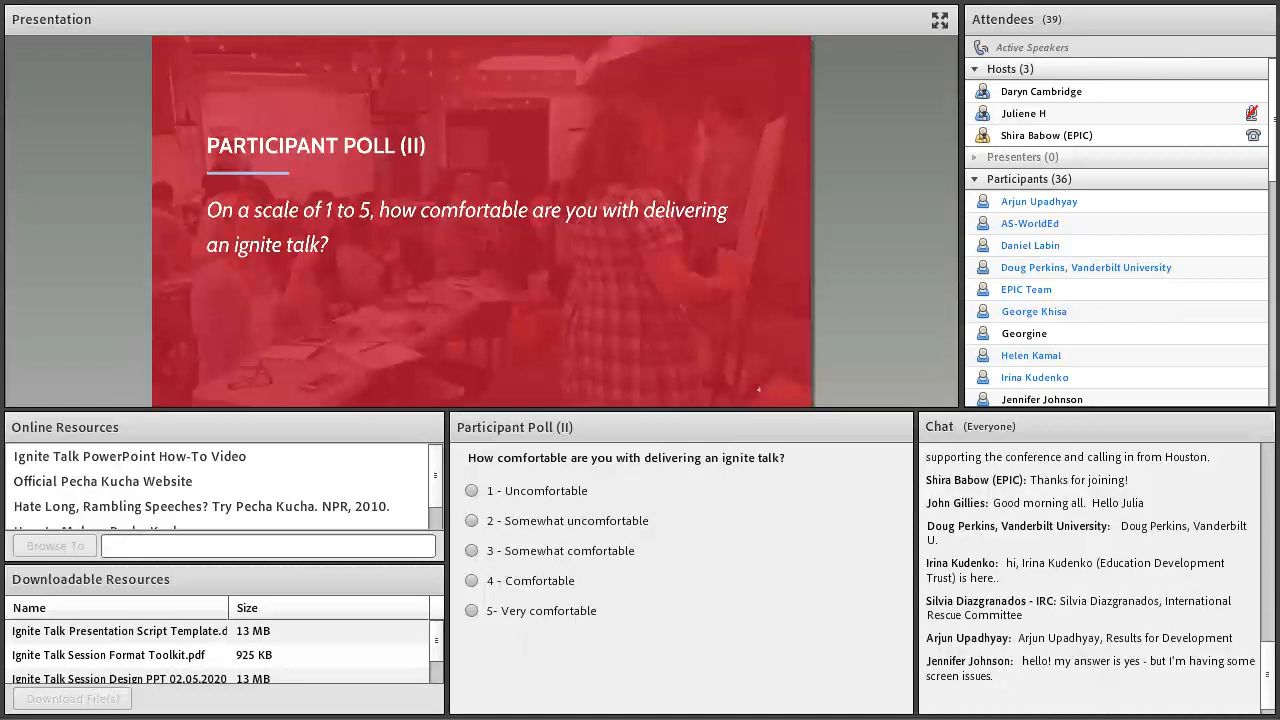 Presentation
PARTICIPANT POLL (II)
On a scale of 1 to 5, how comfortable are you with delivering
an ignite talk?
4
Attendees (39)
Active Speakers
Hosts (3)
Daryn Cambridge
Juliene H
Shira Babow (EPIC)
Presenters (0)
Participants (36)
Arjun Upadhyay
AS-WorldEd
Daniel Labin
Doug Perkins, Vanderbilt University
EPIC Team
George Khisa
Georgine
Helen Kamal
Irina Kudenko
Jennifer Johnson
Online Resources
Ignite Talk PowerPoint How-To Video
Official Pecha Kucha Website
Hate Long, Rambling Speeches? Try Pecha Kucha. NPR, 2010.
Browse To
Downloadable Resources
Name Size
Ignite Talk Presentation Script Template.d 13 MB
Ignite Talk Session Format Toolkit.pdf 925 KB
Ignite Talk Session Design PPT 02.05.2020 13 MB
Download File(s)
Participant Poll (II)
How comfortable are you with delivering an ignite talk?
1 - Uncomfortable
2 - Somewhat uncomfortable
3 - Somewhat comfortable
4 - Comfortable
5- Very comfortable
Chat (Everyone)
supporting the conference and calling in from Houston.
Shira Babow (EPIC): Thanks for joining!
John Gillies: Good morning all. Hello Julia
Doug Perkins, Vanderbilt University: Doug Perkins, Vanderbilt
U.
Irina Kudenko: hi, Irina Kudenko (Education Development
Trust) is here..
Silvia Diazgranados - IRC: Silvia Diazgranados, International
Rescue Committee
Arjun Upadhyay: Arjun Upadhyay, Results for Development
Jennifer Johnson: hello! my answer is yes - but I'm having some
screen issues.